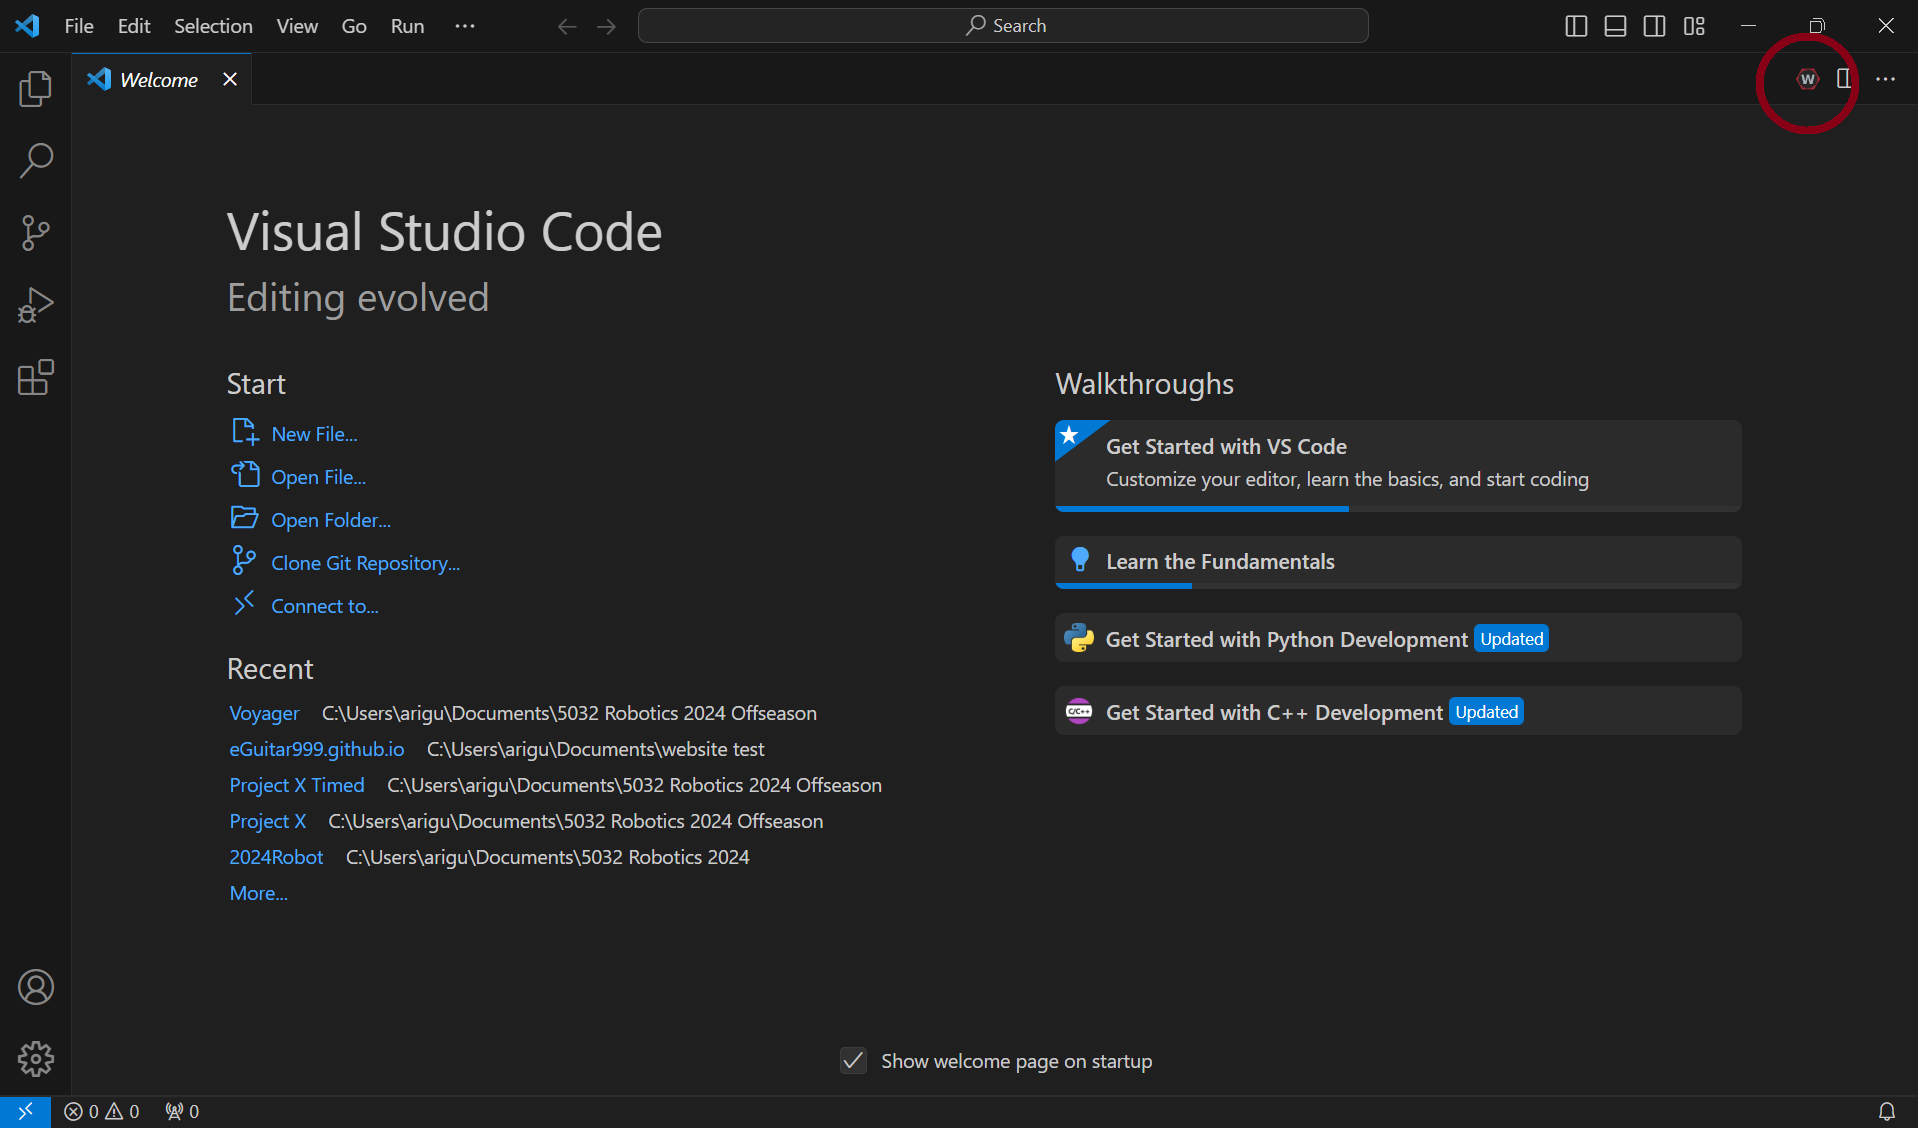 File Edit Selection View Go Run ··· Search
Welcome
W
Visual Studio Code
Editing evolved
Start
New File...
Open File...
Open Folder...
Clone Git Repository...
Connect to...
Recent
Voyager C:\Users\arigu\Documents\5032 Robotics 2024 Offseason
eGuitar999.github.io C:\Users\arigu\Documents\website test
Project X Timed C:\Users\arigu\Documents\5032 Robotics 2024 Offseason
Project X C:\Users\arigu\Documents\5032 Robotics 2024 Offseason
2024Robot C:\Users\arigu\Documents\5032 Robotics 2024
More...
Walkthroughs
Get Started with VS Code
Customize your editor, learn the basics, and start coding
Learn the Fundamentals
Get Started with Python Development Updated
C/C++ Get Started with C++ Development Updated
Show welcome page on startup
0 0 0